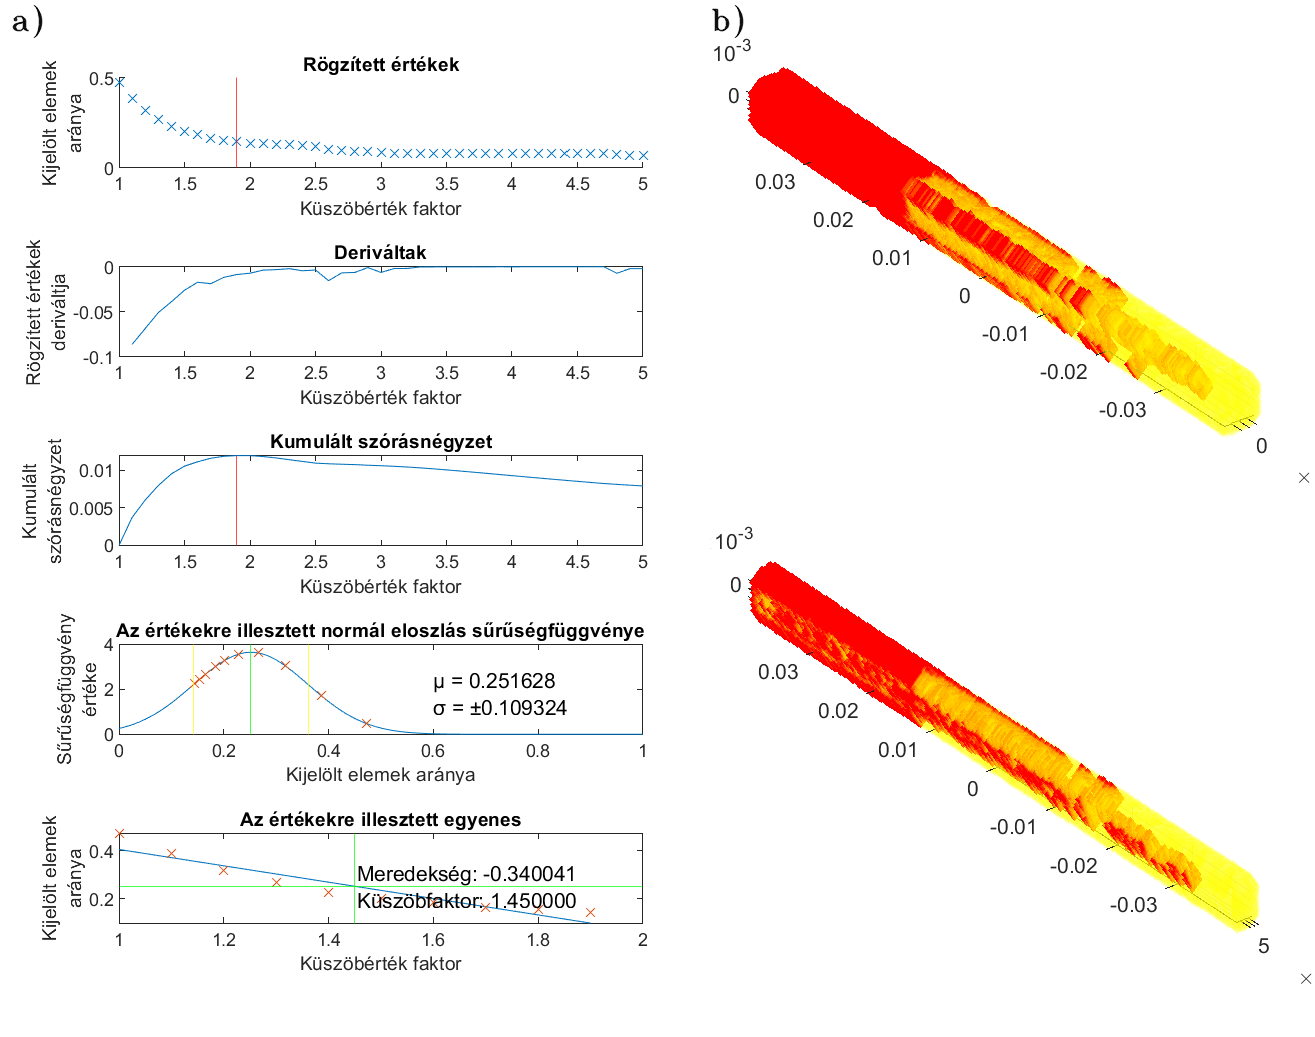 a)
Rögzített értékek
Kijelölt elemek
aránya
0.5
0
1 1.5 2 2.5 3 3.5 4 4.5 5
Küszöbérték faktor
Deriváltak
Rögzített értékek
deriváltja
0
-0.05
-0.1
1 1.5 2 2.5 3 3.5 4 4.5 5
Küszöbérték faktor
Kumulált szórásnégyzet
Kumulált
szórásnégyzet
0.01
0.005
0
1 1.5 2 2.5 3 3.5 4 4.5 5
Küszöbérték faktor
Az értékekre illesztett normál eloszlás sűrűségfüggvénye
Sűrűségfüggvény
értéke
4
2
0
μ = 0.251628
σ = ±0.109324
0 0.2 0.4 0.6 0.8 1
Kijelölt elemek aránya
Az értékekre illesztett egyenes
Kijelölt elemek
aránya
0.4
0.2
Meredekség: -0.340041
Küszöbfaktor: 1.450000
1 1.2 1.4 1.6 1.8 2
Küszöbérték faktor
b)
10-3
0
0.03
0.02
0.01
0
-0.01
-0.02
-0.03
0
×
10-3
0
0.03
0.02
0.01
0
-0.01
-0.02
-0.03
5
×